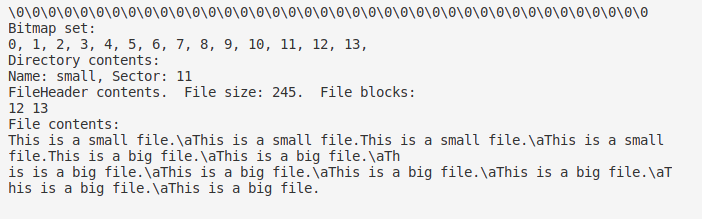 \0\0\0\0\0\0\0\0\0\0\0\0\0\0\0\0\0\0\0\0\0\0\0\0\0\0\0\0\0\0\0\0\0\0\0\0\0\0\0\0
Bitmap set:
0, 1, 2, 3, 4, 5, 6, 7, 8, 9, 10, 11, 12, 13,
Directory contents:
Name: small, Sector: 11
FileHeader contents.  File size: 245.  File blocks:
12 13
File contents:
This is a small file.\aThis is a small file.This is a small file.\aThis is a small
file.This is a big file.\aThis is a big file.\aTh
is is a big file.\aThis is a big file.\aThis is a big file.\aThis is a big file.\aT
his is a big file.\aThis is a big file.